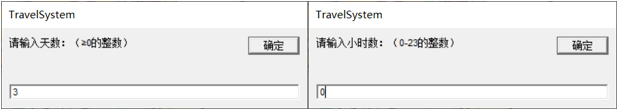 TravelSystem
请输入天数：（≥0的整数）
确定
3
TravelSystem
请输入小时数：（0-23的整数）
确定
0